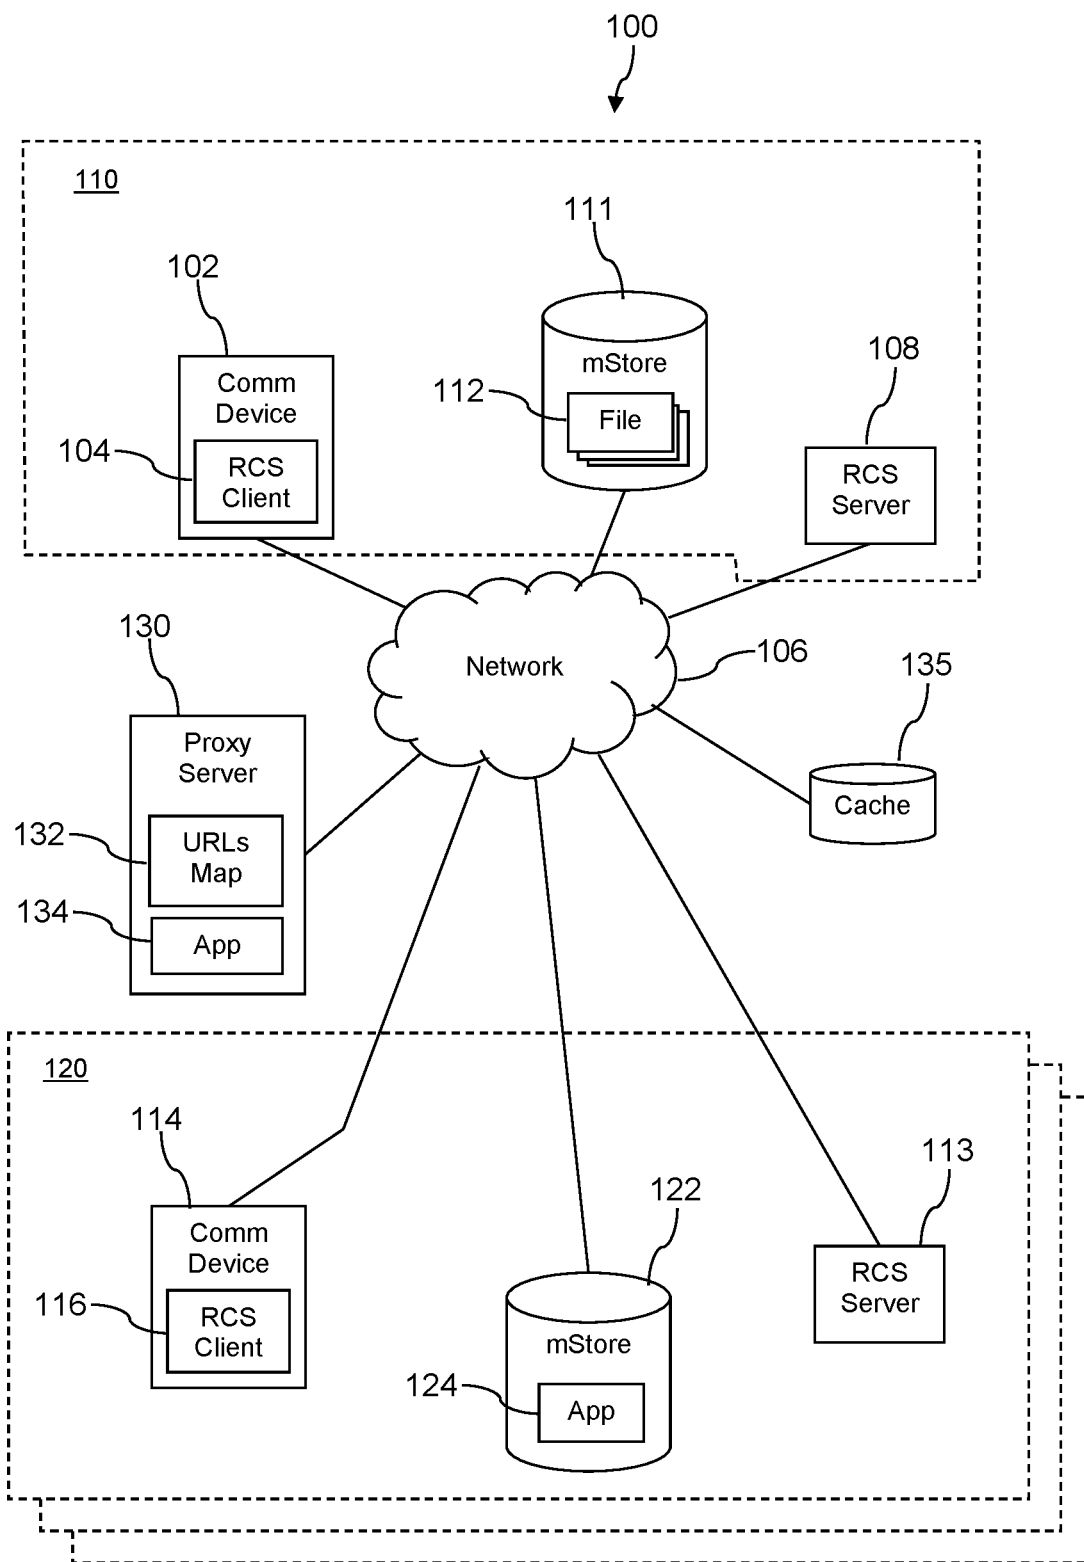 100
110
111
102
mStore
108
Comm
Device
112
File
104
RCS
Client
RCS
Server
130
Network
106
135
Proxy
Server
Cache
132
URLs
Map
134
App
120
114
113
122
Comm
Device
RCS
Server
116
RCS
Client
mStore
124
App